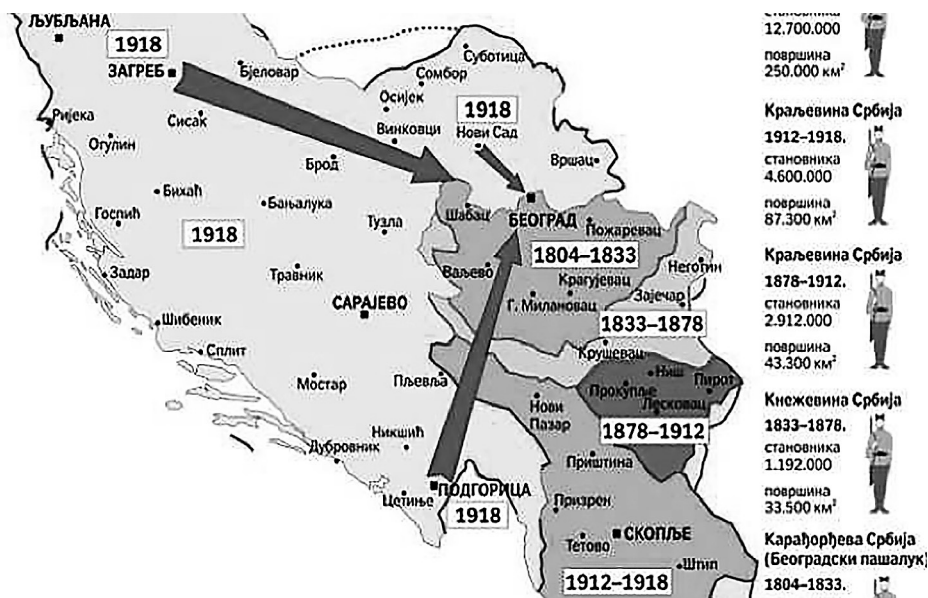 ЉУБЉАНА
1918
ЗАГРЕБ
Бјеловар
Суботица
Сомбор
Осијек
1918
Нови Сад
Винковци
Вршац
Ријека
Огулин
Сисак
Брод
Бихаћ
Бањалука
Госпић
1918
Тузла
Шабац
БЕОГРАД
Пожаревац
1804–1833
Неготин
Задар
Травник
Ваљево
Крагујевац
Г. Милановац
Зајечар
САРАЈЕВО
1833–1878
Шибеник
Сплит
Крушевац
Мостар
Пљевља
Ниш
Пирот
Прокупље
Лесковац
Нови
Пазар
1878–1912
Никшић
Дубровник
Приштина
Цетиње
ПОДГОРИЦА
1918
Призрен
СКОПЉЕ
Тетово
Штип
1912–1918
становника
12.700.000
површина
250.000 км²
Краљевина Србија
1912–1918.
становника
4.600.000
површина
87.300 км²
Краљевина Србија
1878–1912.
становника
2.912.000
површина
43.300 км²
Кнежевина Србија
1833–1878.
становника
1.192.000
површина
33.500 км²
Карађорђева Србија
(Београдски пашалук)
1804–1833.